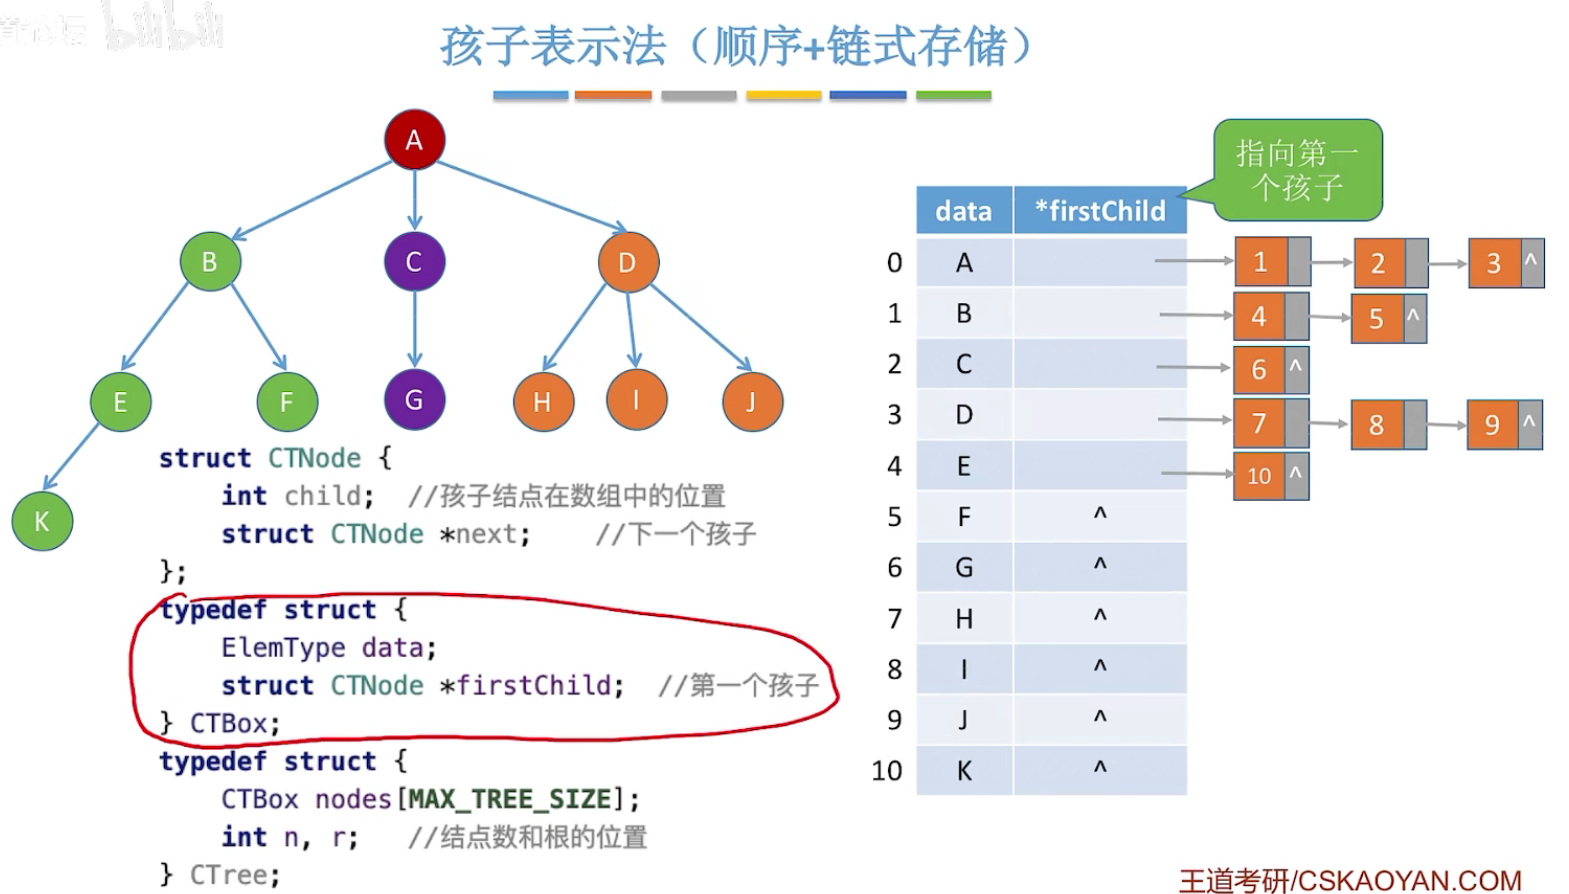 孩子表示法（顺序+链式存储）
bilibili
A
B
C
D
E
F
G
H
I
J
K
struct CTNode {
int child; //孩子结点在数组中的位置
struct CTNode *next; //下一个孩子
};
typedef struct {
ElemType data;
struct CTNode *firstChild; //第一个孩子
} CTBox;
typedef struct {
CTBox nodes[MAX_TREE_SIZE];
int n, r; //结点数和根的位置
} CTree;
指向第一
个孩子
data *firstChild
0 A 1 2 3 ^
1 B 4 5 ^
2 C 6 ^
3 D 7 8 9 ^
4 E 10 ^
5 F ^
6 G ^
7 H ^
8 I ^
9 J ^
10 K ^
王道考研/CSKAOYAN.COM